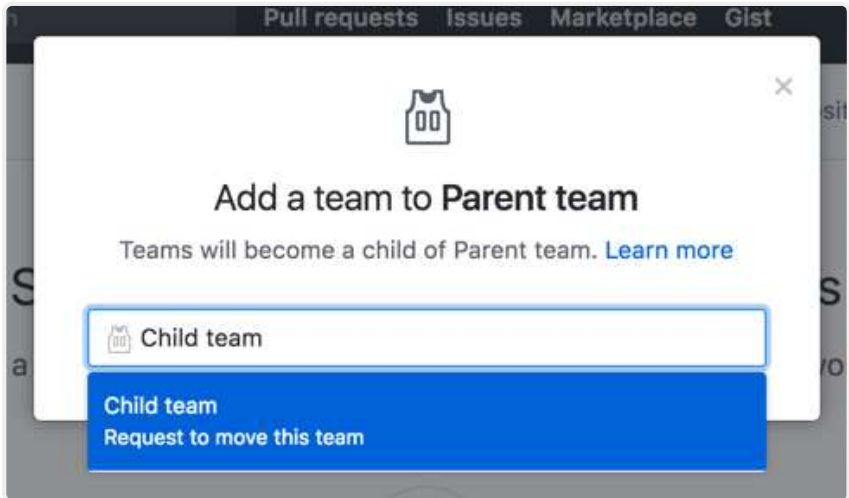 Pull requests Issues Marketplace Gist
00
Add a team to Parent team
Teams will become a child of Parent team. Learn more
Child team
Child team
Request to move this team